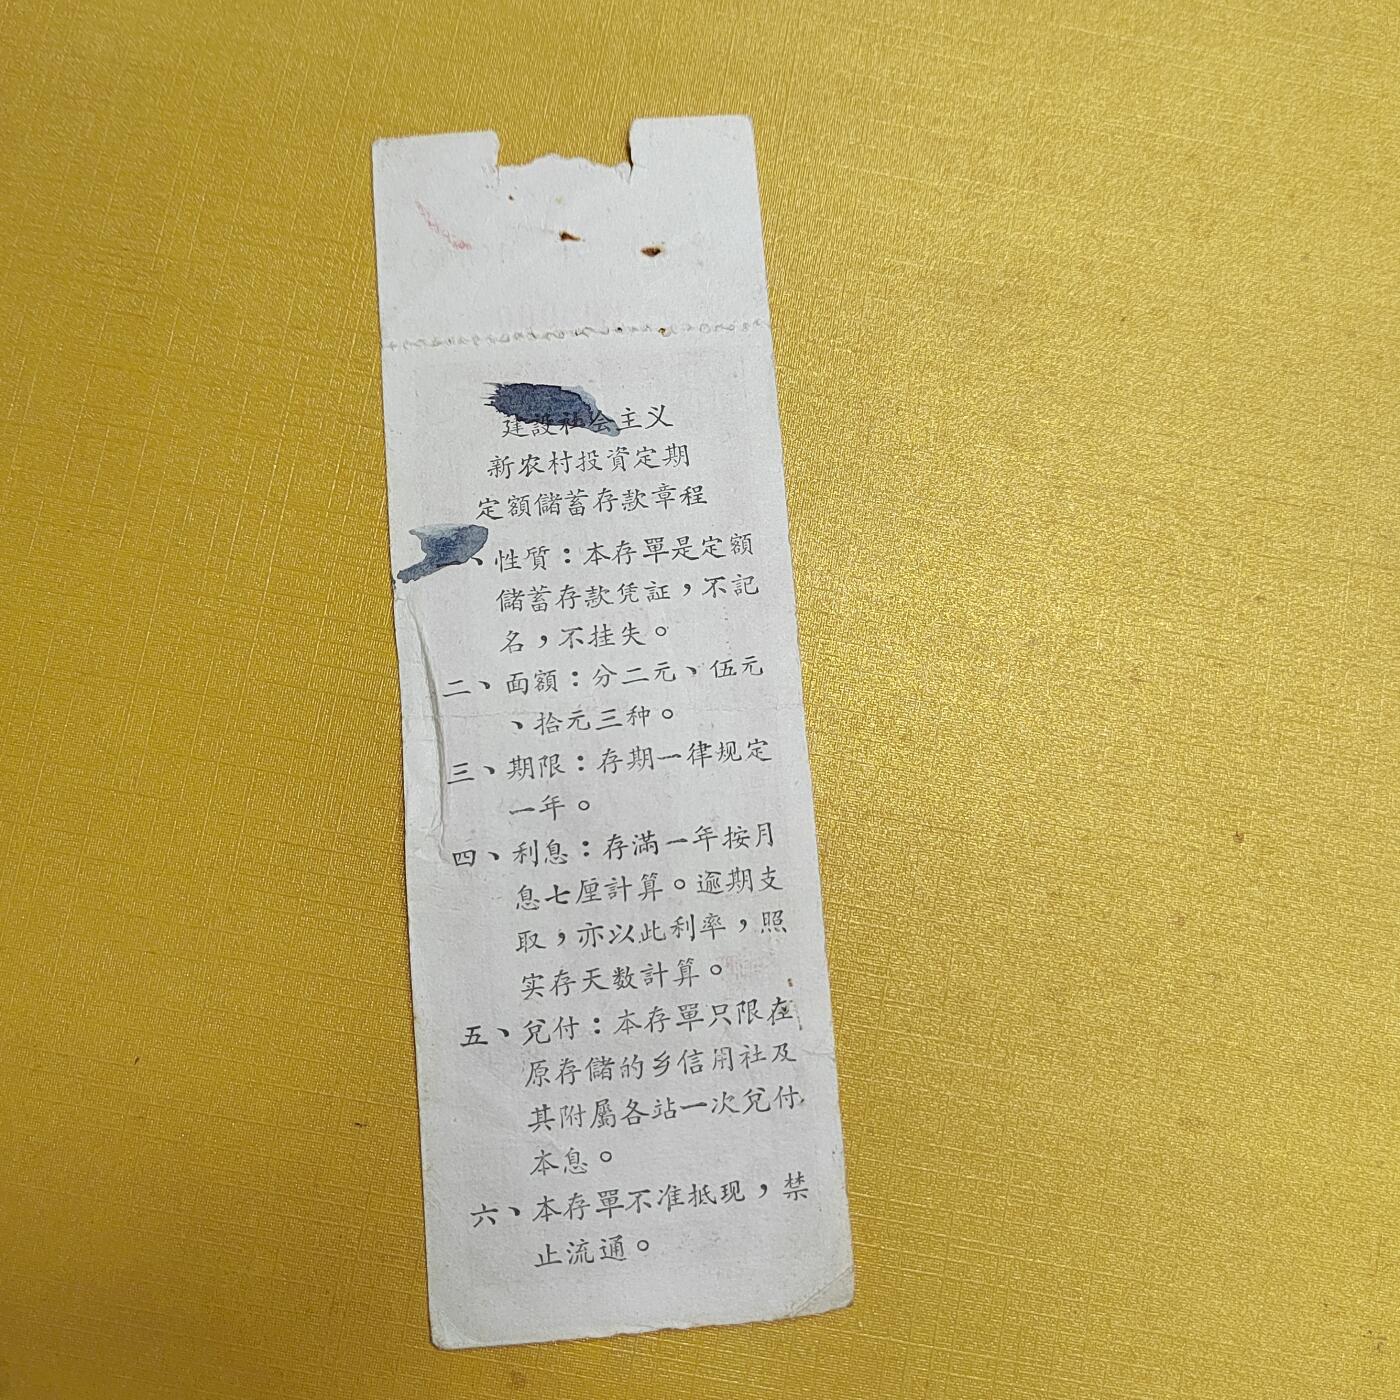 建設社会主义
新农村投資定期
定額儲蓄存款章程
一、性質：本存單是定額
儲蓄存款凭証，不記
名，不挂失。
二、面額：分二元、伍元
、拾元三种。
三、期限：存期一律规定
一年。
四、利息：存滿一年按月
息七厘計算。逾期支
取，亦以此利率，照
实存天数計算。
五、兌付：本存單只限在
原存儲的乡信用社及
其附屬各站一次兌付
本息。
六、本存單不准抵现，禁
止流通。